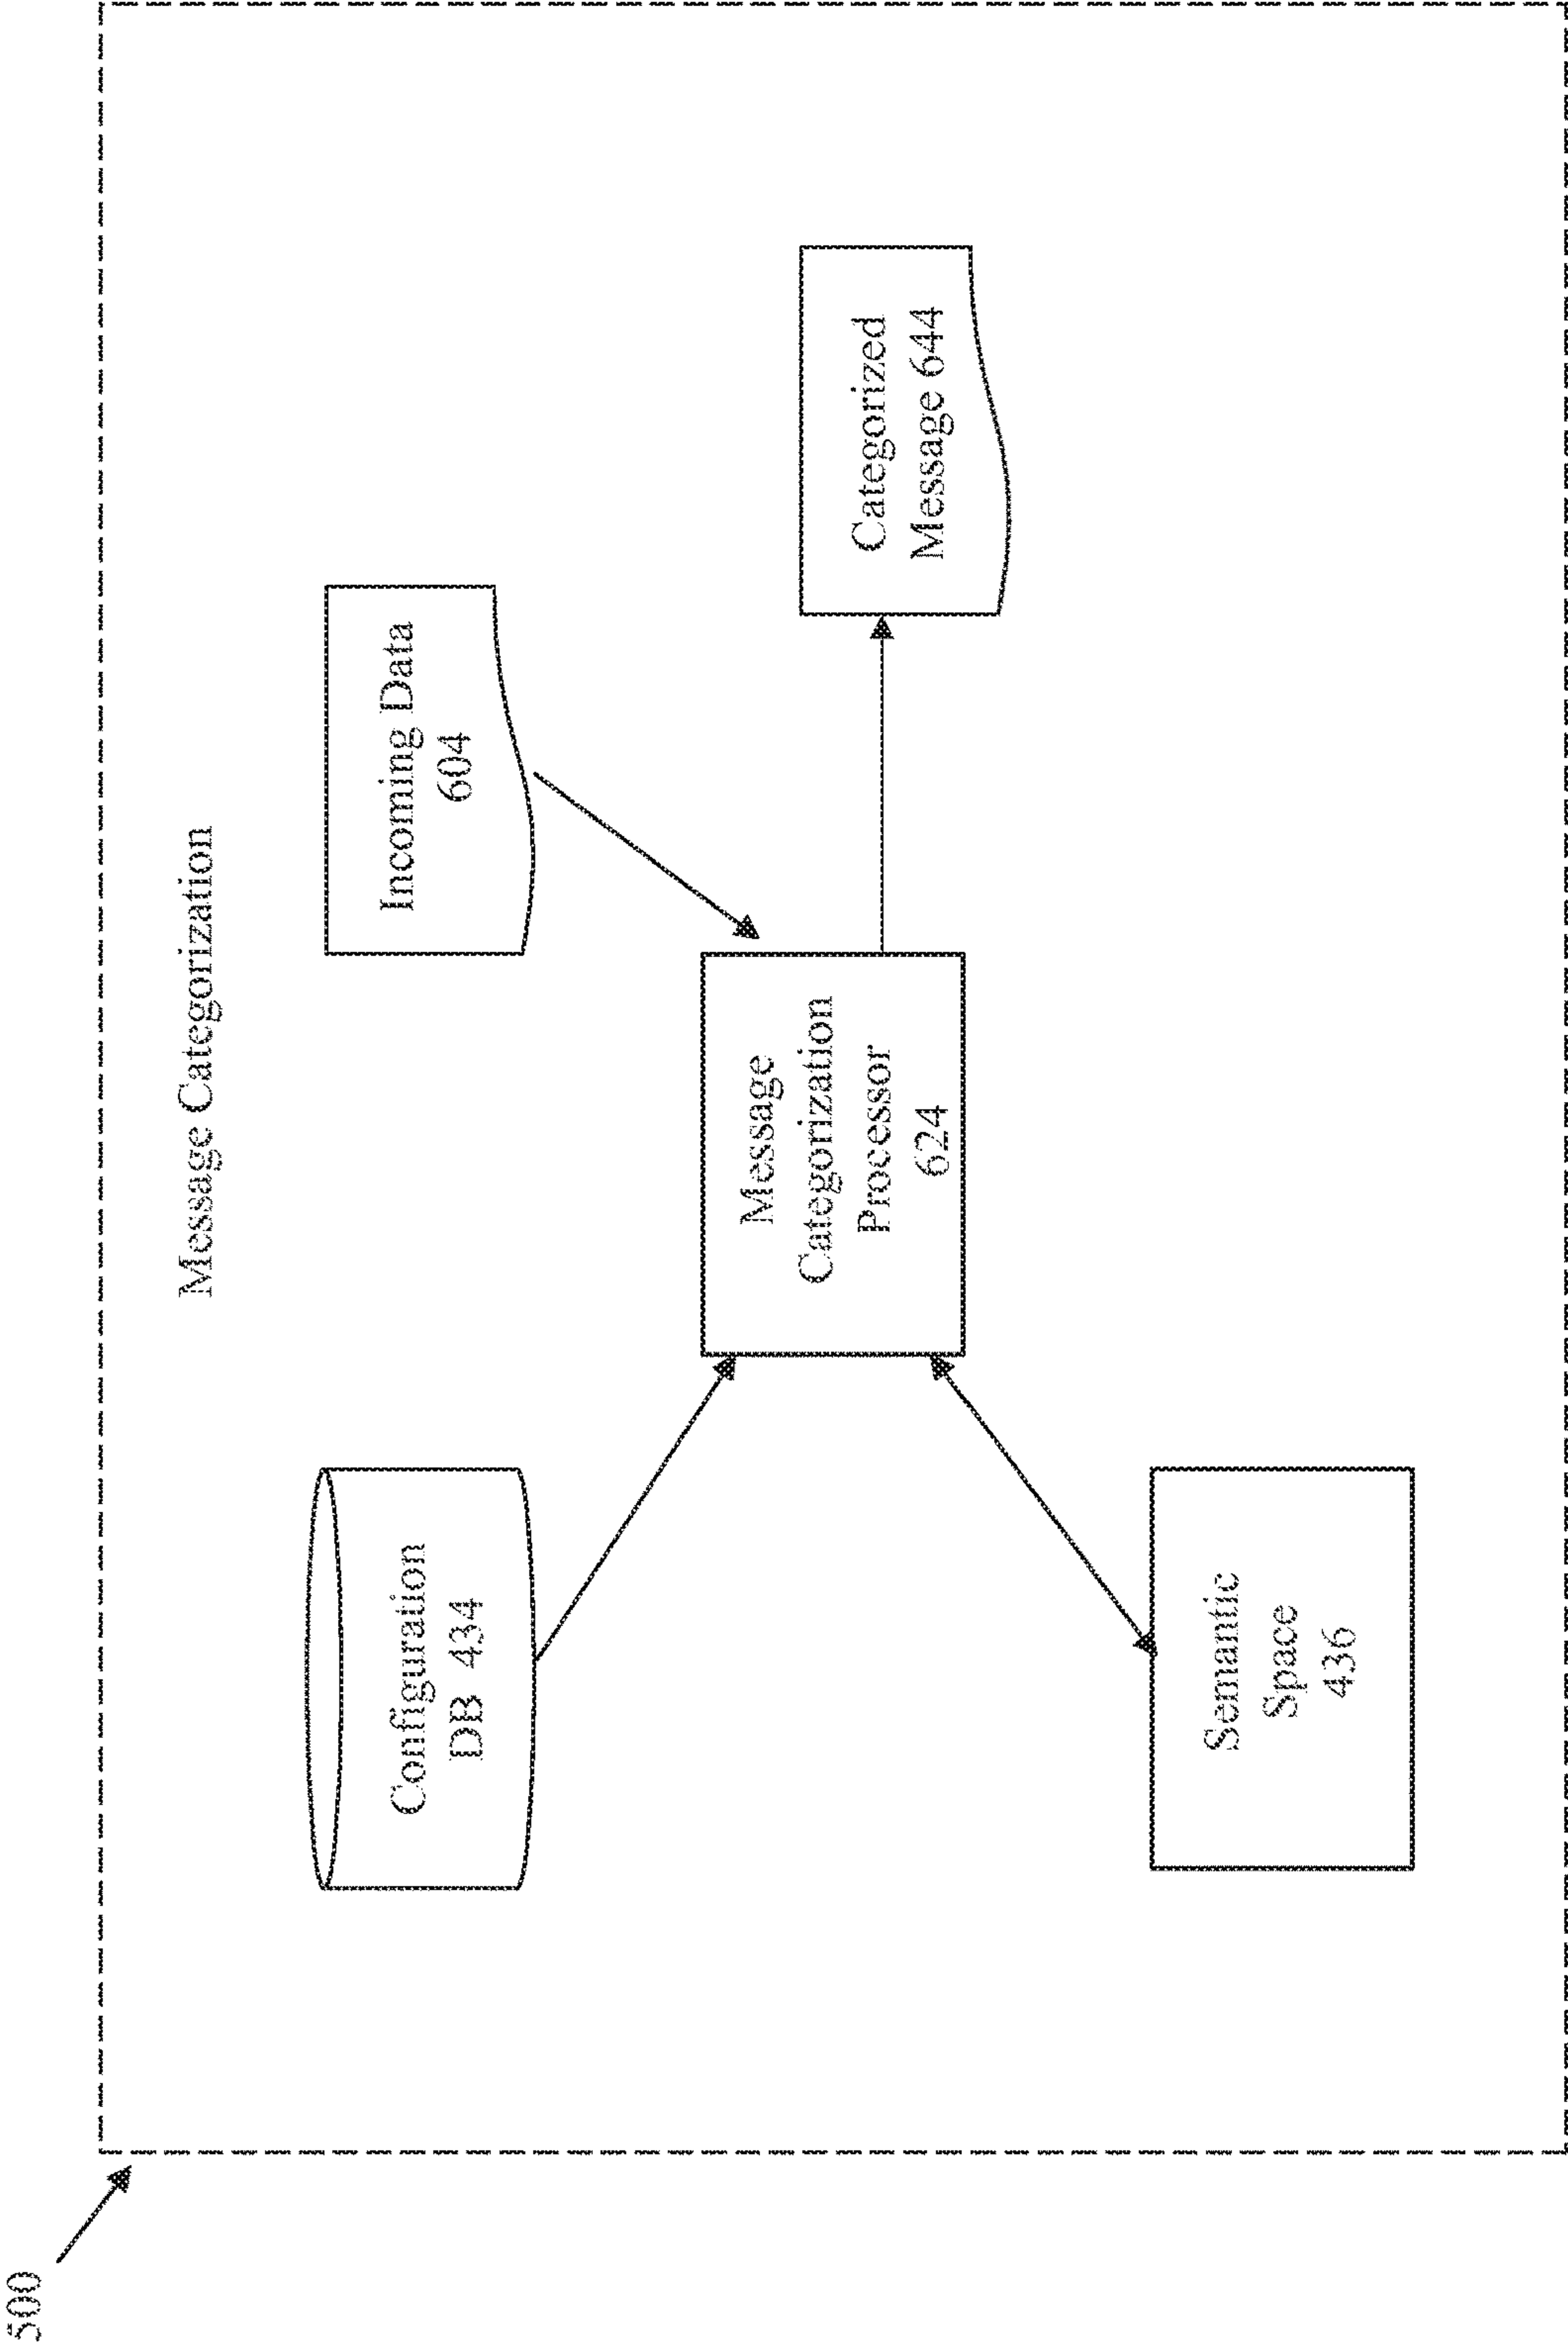 500
Message Categorization
Configuration
DB 434
Incoming Data
604
Message
Categorization
Processor
624
Categorized
Message 644
Semantic
Space
436